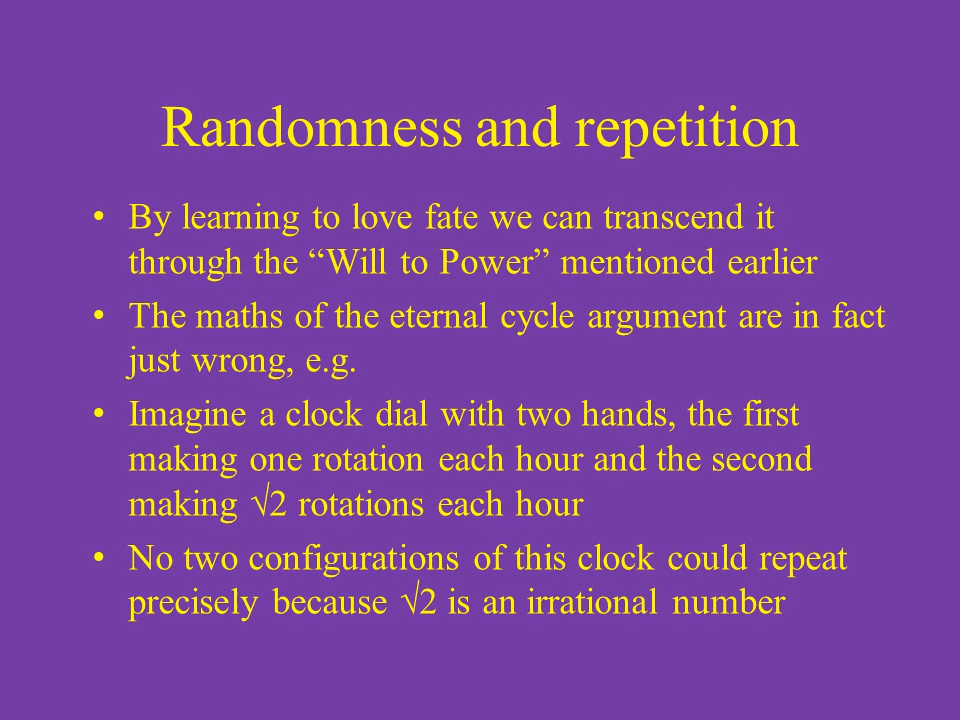 Randomness and repetition
• By learning to love fate we can transcend it
through the “Will to Power” mentioned earlier
• The maths of the eternal cycle argument are in fact
just wrong, e.g.
• Imagine a clock dial with two hands, the first
making one rotation each hour and the second
making √2 rotations each hour
• No two configurations of this clock could repeat
precisely because √2 is an irrational number